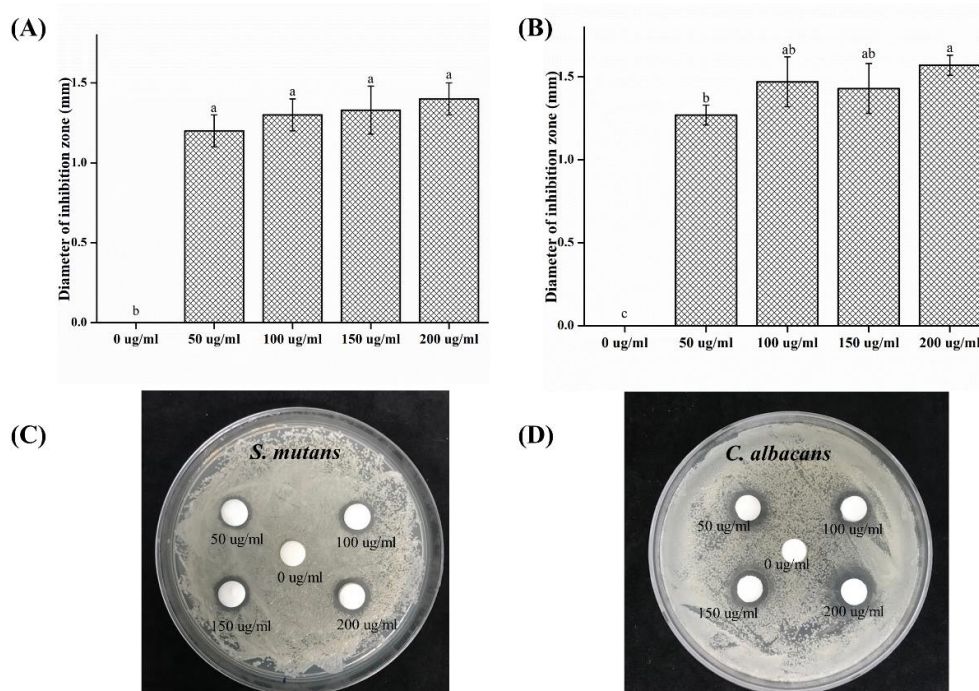 (A)
Diameter of inhibition zone (mm)
1.5
1.0
0.5
0.0
b
a
a
a
a
0 ug/ml
50 ug/ml
100 ug/ml
150 ug/ml
200 ug/ml
(B)
Diameter of inhibition zone (mm)
1.5
1.0
0.5
0.0
c
b
ab
ab
a
0 ug/ml
50 ug/ml
100 ug/ml
150 ug/ml
200 ug/ml
(C)
S. mutans
50 ug/ml
100 ug/ml
0 ug/ml
150 ug/ml
200 ug/ml
(D)
C. albacans
50 ug/ml
100 ug/ml
0 ug/ml
150 ug/ml
200 ug/ml